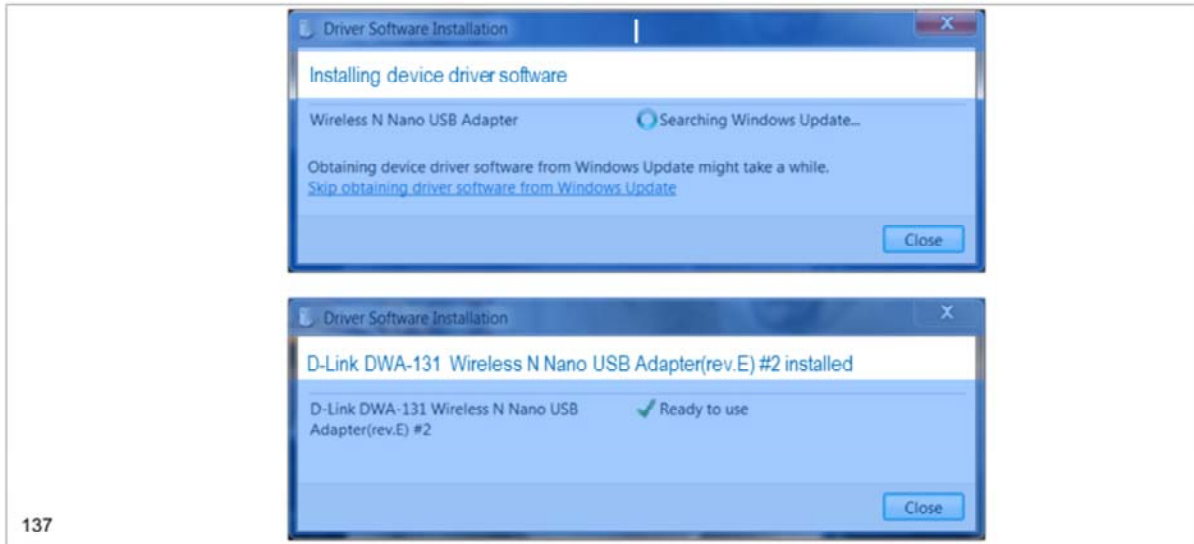 Driver Software Installation
X
Installing device driver software
Wireless N Nano USB Adapter Searching Windows Update...
Obtaining device driver software from Windows Update might take a while.
Skip obtaining driver software from Windows Update
Close
Driver Software Installation
X
D-Link DWA-131 Wireless N Nano USB Adapter(rev.E) #2 installed
D-Link DWA-131 Wireless N Nano USB Ready to use
Adapter(rev.E) #2
Close
137